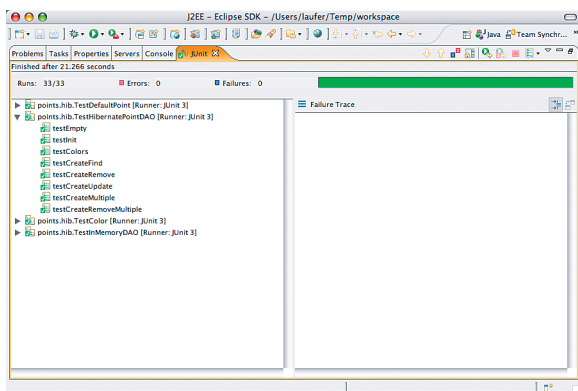 J2EE – Eclipse SDK – /Users/laufer/Temp/workspace
Java Team Synchr... »
Problems Tasks Properties Servers Console JUnit
Finished after 21.266 seconds
Runs: 33/33 Errors: 0 Failures: 0
points.hib.TestDefaultPoint [Runner: JUnit 3]
points.hib.TestHibernatePointDAO [Runner: JUnit 3]
testEmpty
testInit
testColors
testCreateFind
testCreateRemove
testCreateUpdate
testCreateMultiple
testCreateRemoveMultiple
points.hib.TestColor [Runner: JUnit 3]
points.hib.TestInMemoryDAO [Runner: JUnit 3]
Failure Trace